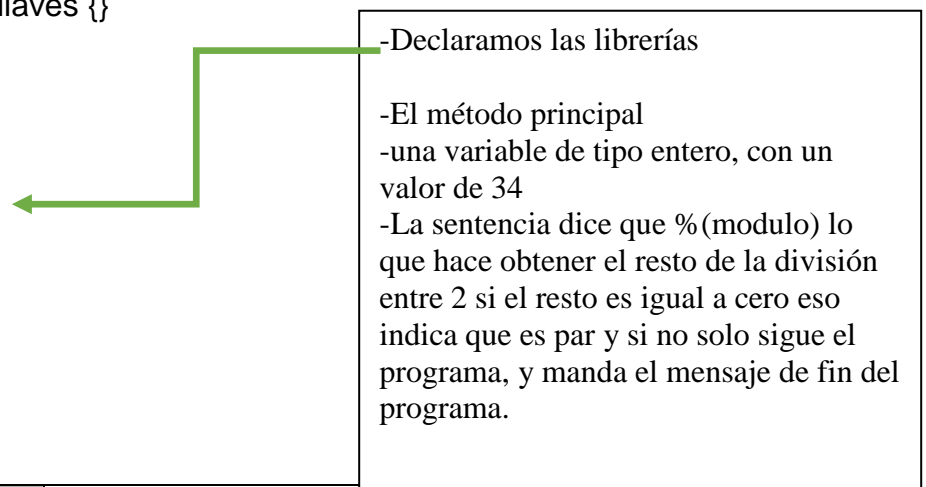 llaves {}
-Declaramos las librerías
-El método principal
-una variable de tipo entero, con un
valor de 34
-La sentencia dice que %(modulo) lo
que hace obtener el resto de la división
entre 2 si el resto es igual a cero eso
indica que es par y si no solo sigue el
programa, y manda el mensaje de fin del
programa.